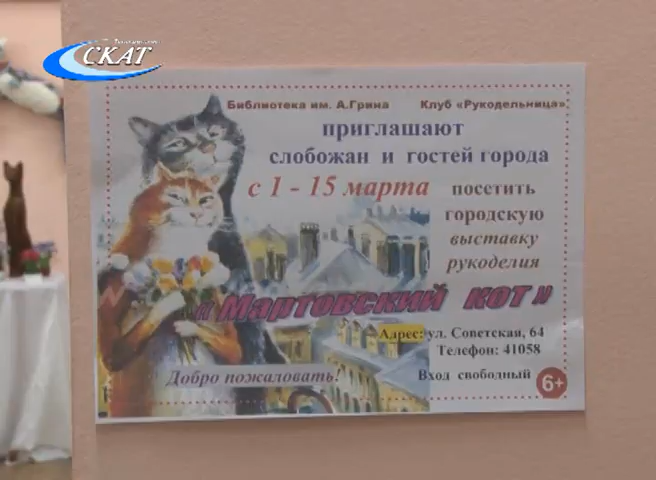 СКАТ
Библиотека им. А.Грина Клуб «Рукодельница»
приглашают
слобожан и гостей города
с 1 - 15 марта посетить
городскую
выставку
рукоделия
«Мартовский кот»
Адрес: ул. Советская, 64
Телефон: 41058
Добро пожаловать! Вход свободный 6+